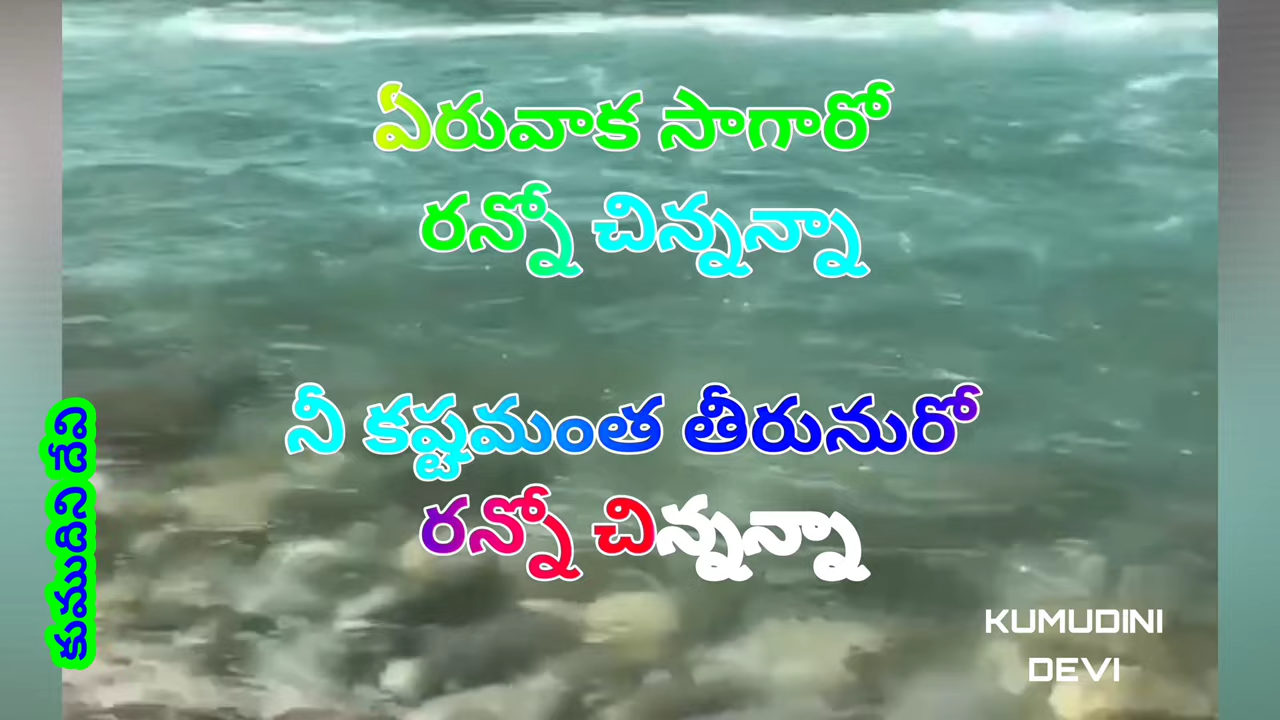 ఏరువాక సాగారో
రన్నో చిన్నన్నా
నీ కష్టమంత తీరునురో
రన్నో చిన్నన్నా
కుముదిని దేవి
KUMUDINI
DEVI